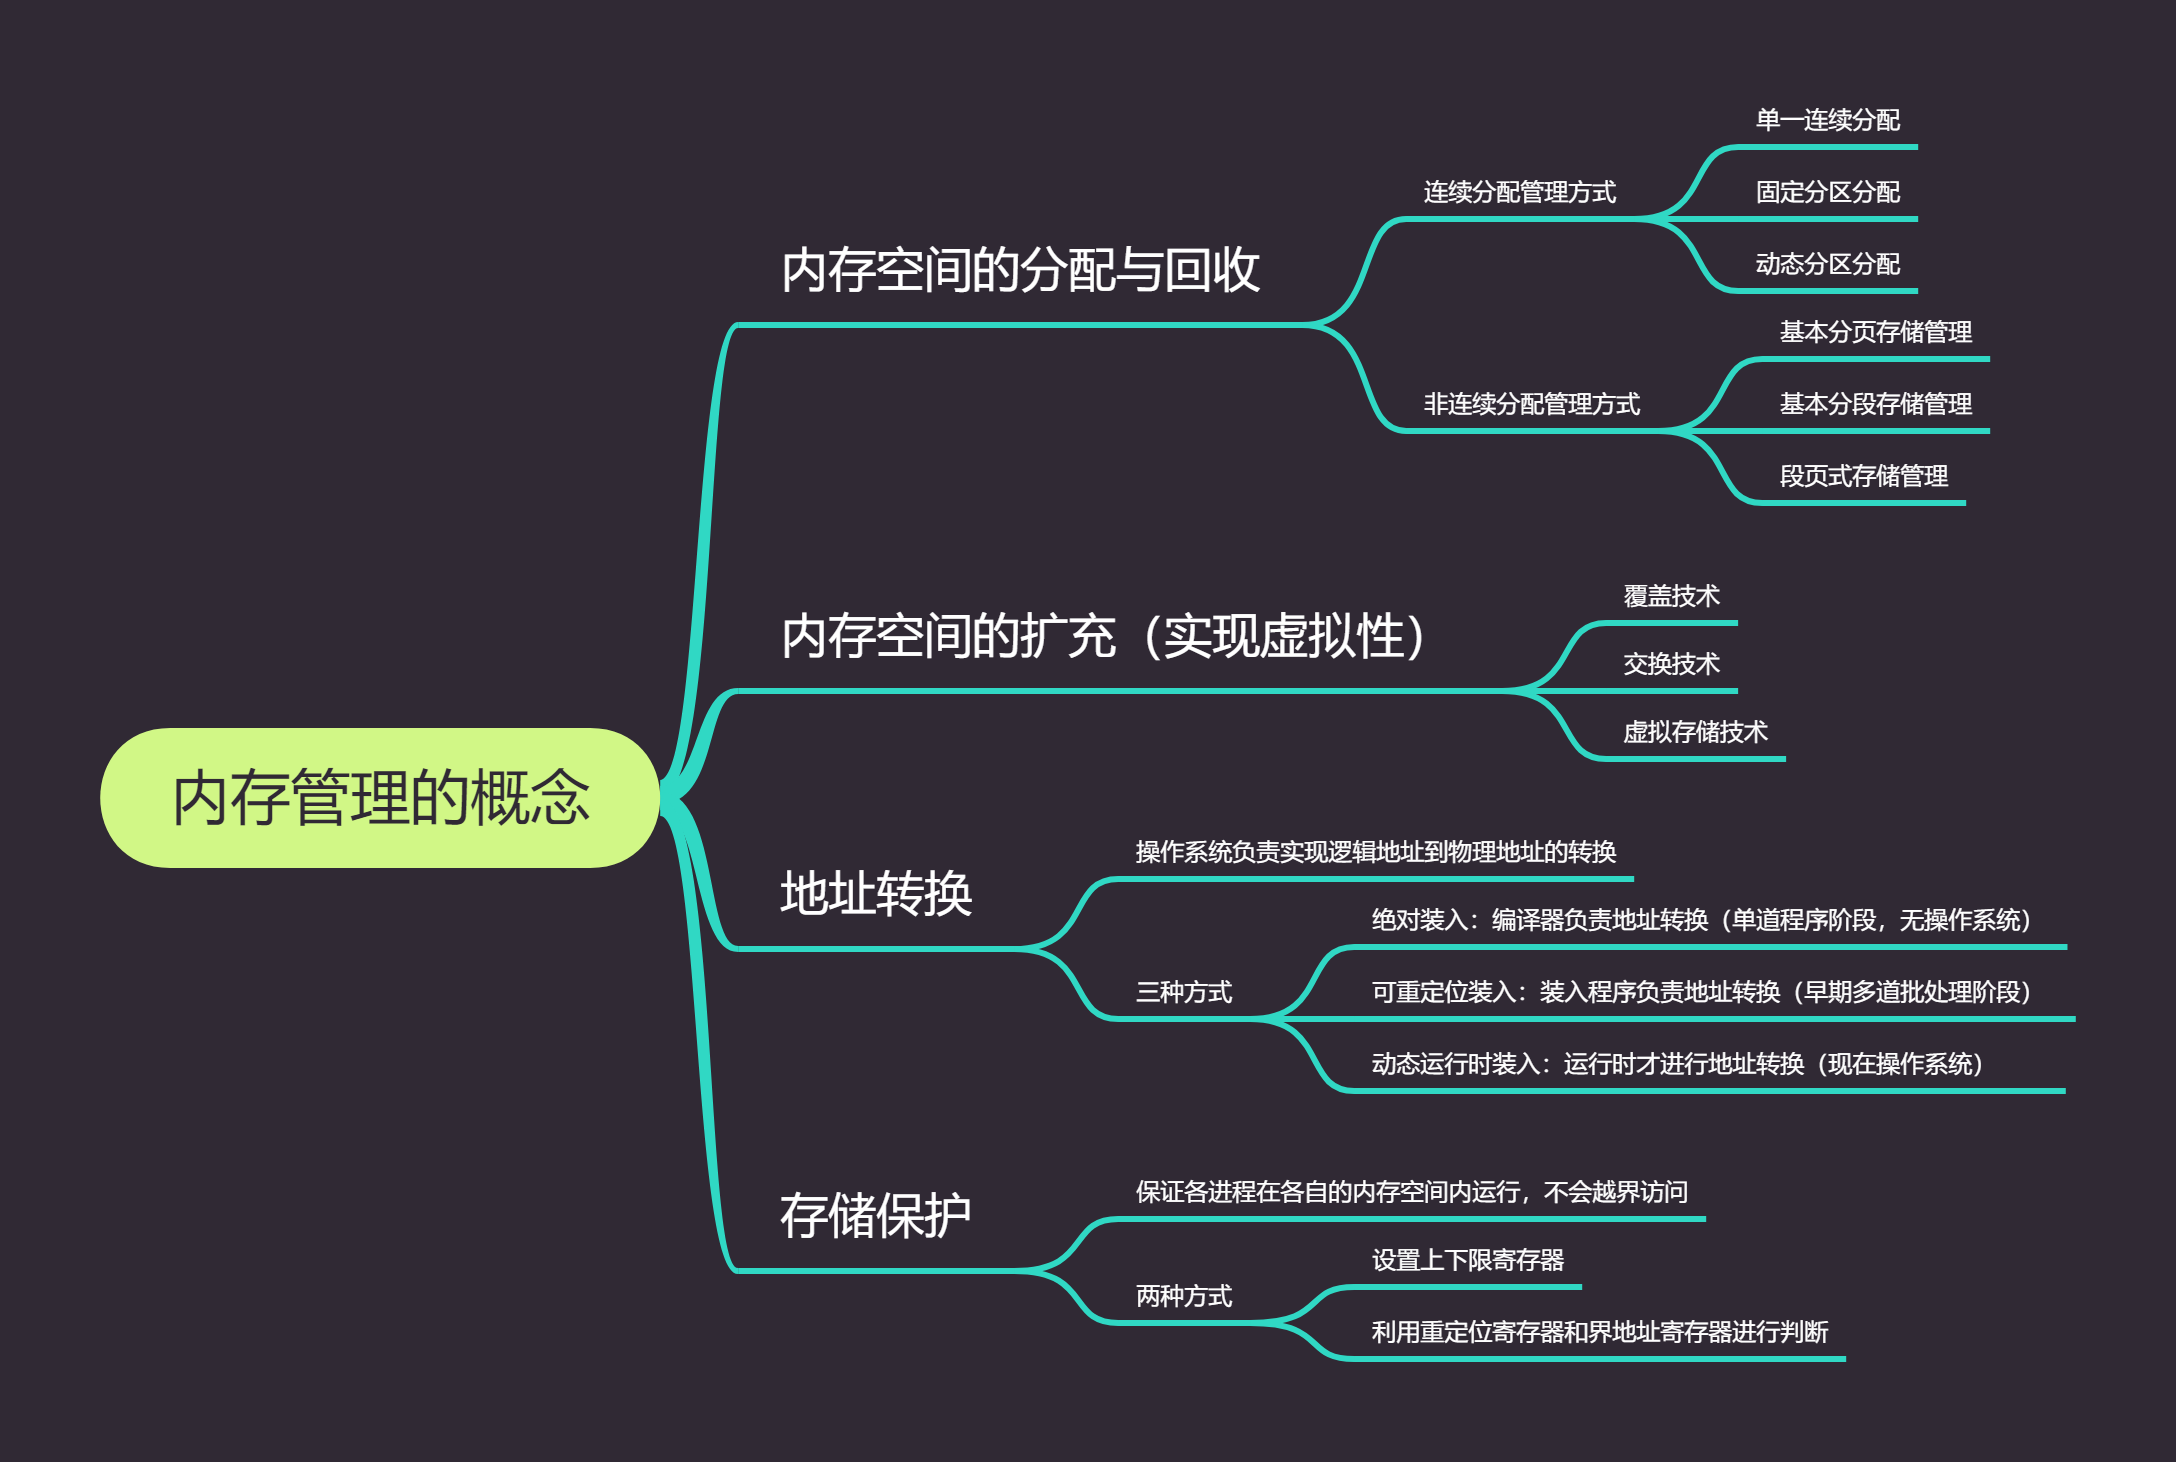 内存管理的概念
内存空间的分配与回收
连续分配管理方式
单一连续分配
固定分区分配
动态分区分配
非连续分配管理方式
基本分页存储管理
基本分段存储管理
段页式存储管理
内存空间的扩充（实现虚拟性）
覆盖技术
交换技术
虚拟存储技术
地址转换
操作系统负责实现逻辑地址到物理地址的转换
三种方式
绝对装入：编译器负责地址转换（单道程序阶段，无操作系统）
可重定位装入：装入程序负责地址转换（早期多道批处理阶段）
动态运行时装入：运行时才进行地址转换（现在操作系统）
存储保护
保证各进程在各自的内存空间内运行，不会越界访问
两种方式
设置上下限寄存器
利用重定位寄存器和界地址寄存器进行判断